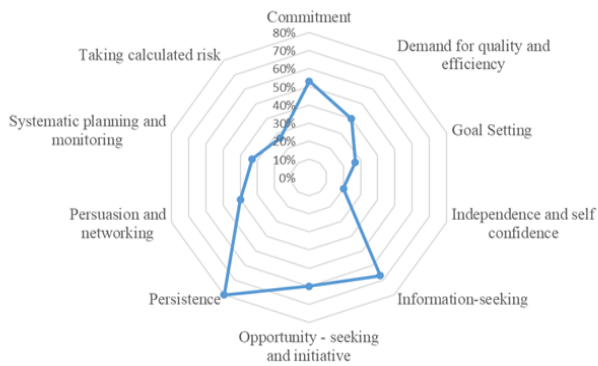 Commitment
80%
70%
60%
50%
40%
30%
20%
10%
0%
Demand for quality and
efficiency
Goal Setting
Independence and self
confidence
Information-seeking
Opportunity - seeking
and initiative
Persistence
Persuasion and
networking
Systematic planning and
monitoring
Taking calculated risk